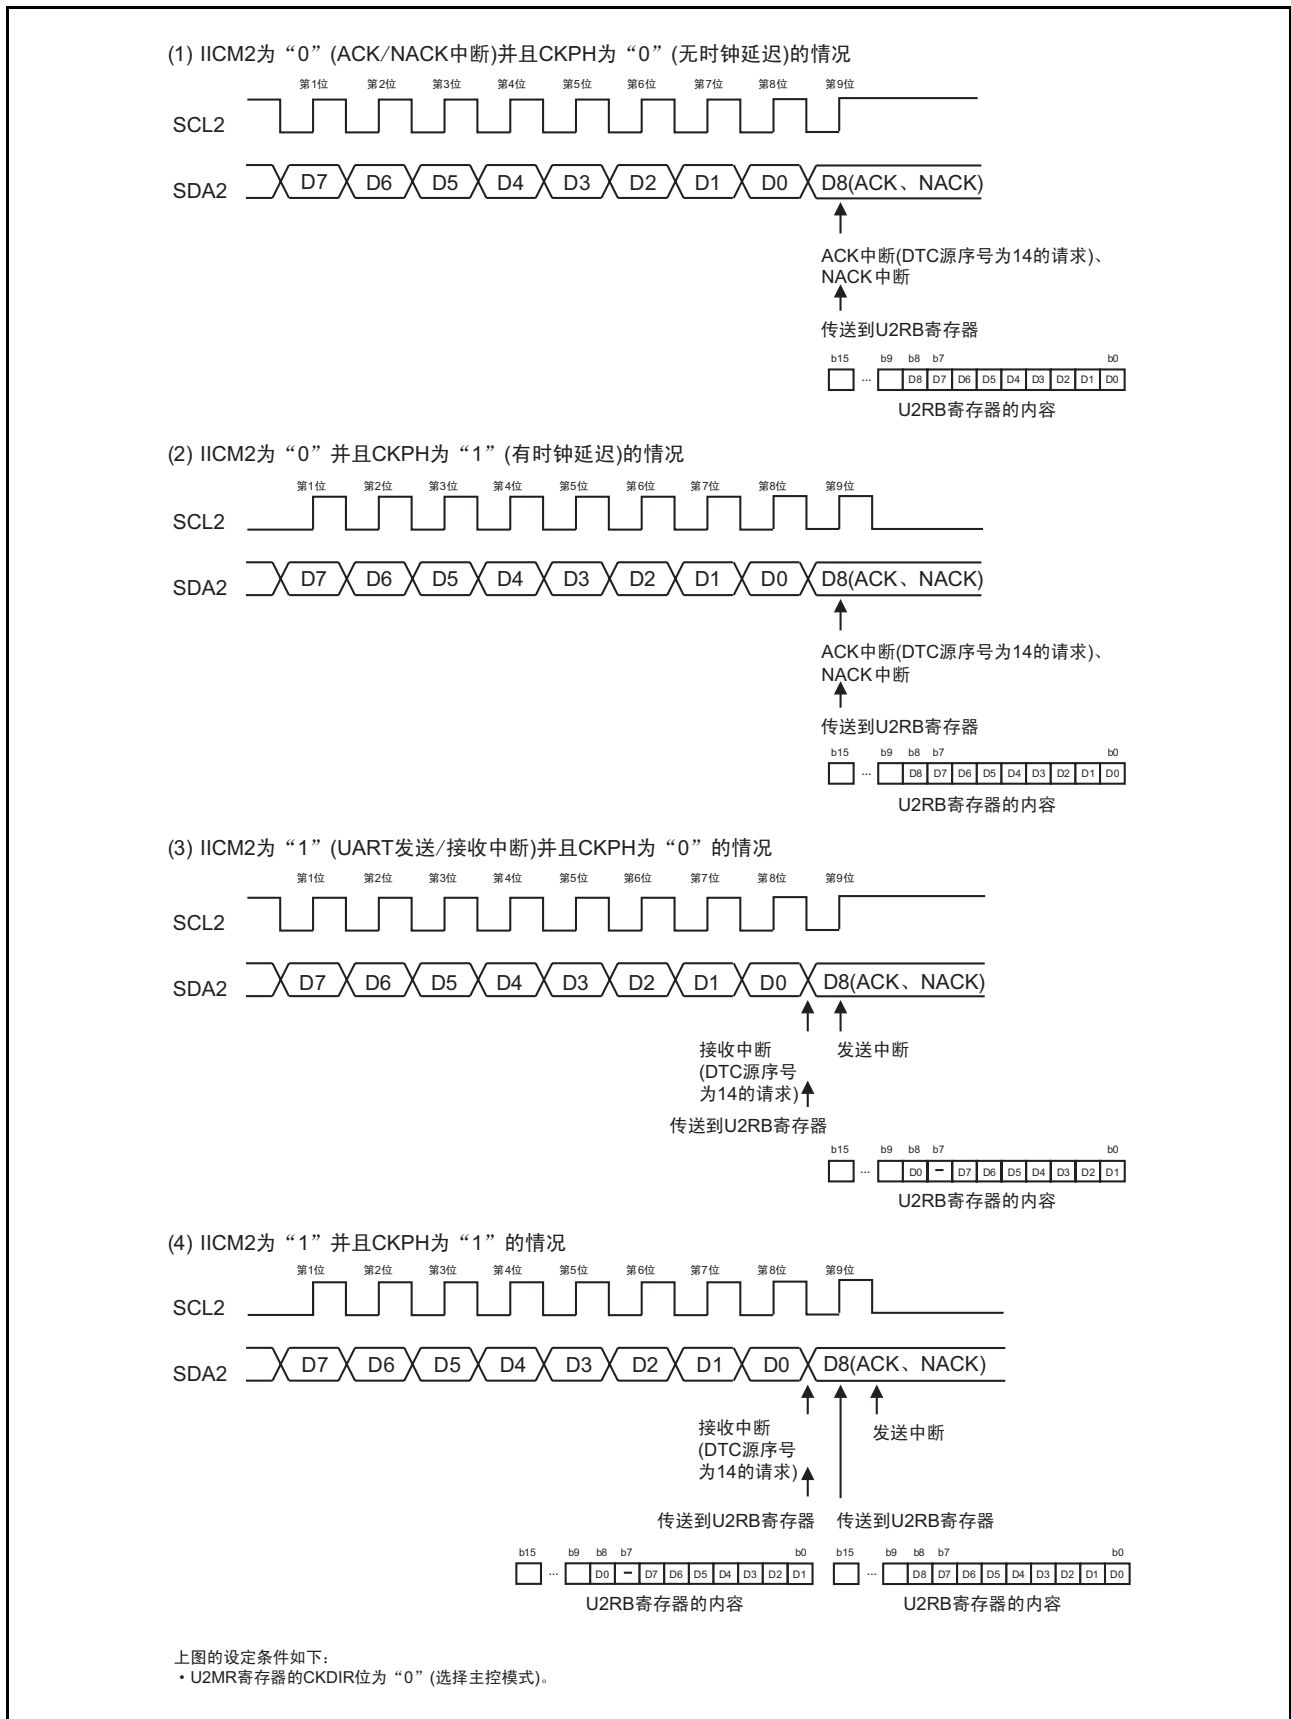 (1) IICM2为“0”(ACK/NACK中断)并且CKPH为“0”(无时钟延迟)的情况
第1位 第2位 第3位 第4位 第5位 第6位 第7位 第8位 第9位
SCL2
SDA2 D7 D6 D5 D4 D3 D2 D1 D0 D8(ACK、NACK)
ACK中断(DTC源序号为14的请求)、
NACK中断
传送到U2RB寄存器
b15 b9 b8 b7 b0
... D8 D7 D6 D5 D4 D3 D2 D1 D0
U2RB寄存器的内容
(2) IICM2为“0”并且CKPH为“1”(有时钟延迟)的情况
第1位 第2位 第3位 第4位 第5位 第6位 第7位 第8位 第9位
SCL2
SDA2 D7 D6 D5 D4 D3 D2 D1 D0 D8(ACK、NACK)
ACK中断(DTC源序号为14的请求)、
NACK中断
传送到U2RB寄存器
b15 b9 b8 b7 b0
... D8 D7 D6 D5 D4 D3 D2 D1 D0
U2RB寄存器的内容
(3) IICM2为“1”(UART发送/接收中断)并且CKPH为“0”的情况
第1位 第2位 第3位 第4位 第5位 第6位 第7位 第8位 第9位
SCL2
SDA2 D7 D6 D5 D4 D3 D2 D1 D0 D8(ACK、NACK)
接收中断 发送中断
(DTC源序号
为14的请求)
传送到U2RB寄存器
b15 b9 b8 b7 b0
... D0 – D7 D6 D5 D4 D3 D2 D1
U2RB寄存器的内容
(4) IICM2为“1”并且CKPH为“1”的情况
第1位 第2位 第3位 第4位 第5位 第6位 第7位 第8位 第9位
SCL2
SDA2 D7 D6 D5 D4 D3 D2 D1 D0 D8(ACK、NACK)
接收中断 发送中断
(DTC源序号
为14的请求)
传送到U2RB寄存器 传送到U2RB寄存器
b15 b9 b8 b7 b0 b15 b9 b8 b7 b0
... D0 – D7 D6 D5 D4 D3 D2 D1 ... D8 D7 D6 D5 D4 D3 D2 D1 D0
U2RB寄存器的内容 U2RB寄存器的内容
上图的设定条件如下：
・U2MR寄存器的CKDIR位为“0”(选择主控模式)。